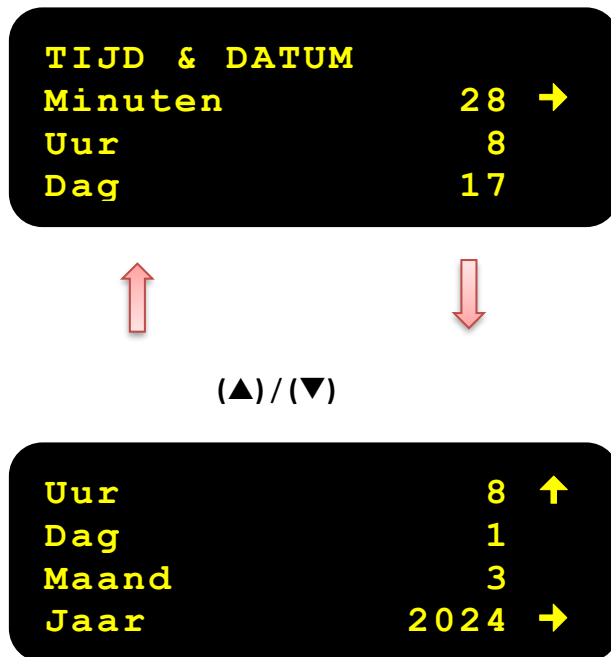 TIJD & DATUM
Minuten 28 →
Uur 8
Dag 17
(▲) / (▼)
Uur 8 ↑
Dag 1
Maand 3
Jaar 2024 →